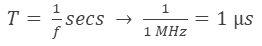 T = 1/f secs → 1/1 MHz = 1 μs